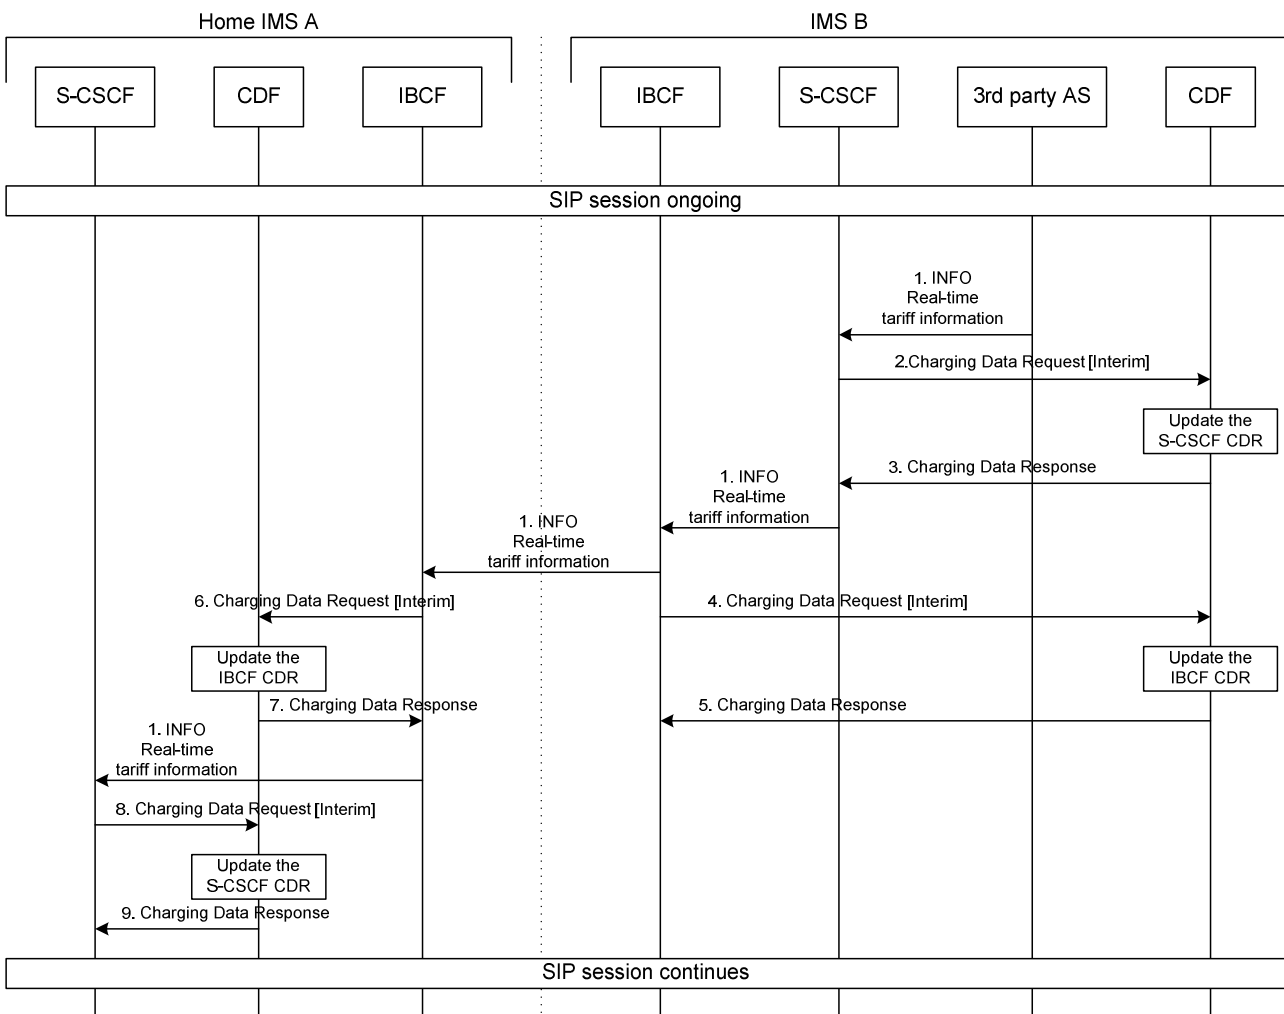 Home IMS A
IMS B
S-CSCF
CDF
IBCF
IBCF
S-CSCF
3rd party AS
CDF
SIP session ongoing
1. INFO
Real-time
tariff information
2.Charging Data Request [Interim]
Update the
S-CSCF CDR
3. Charging Data Response
1. INFO
Real-time
tariff information
1. INFO
Real-time
tariff information
6. Charging Data Request [Interim]
4. Charging Data Request [Interim]
Update the
IBCF CDR
Update the
IBCF CDR
7. Charging Data Response
5. Charging Data Response
1. INFO
Real-time
tariff information
8. Charging Data Request [Interim]
Update the
S-CSCF CDR
9. Charging Data Response
SIP session continues